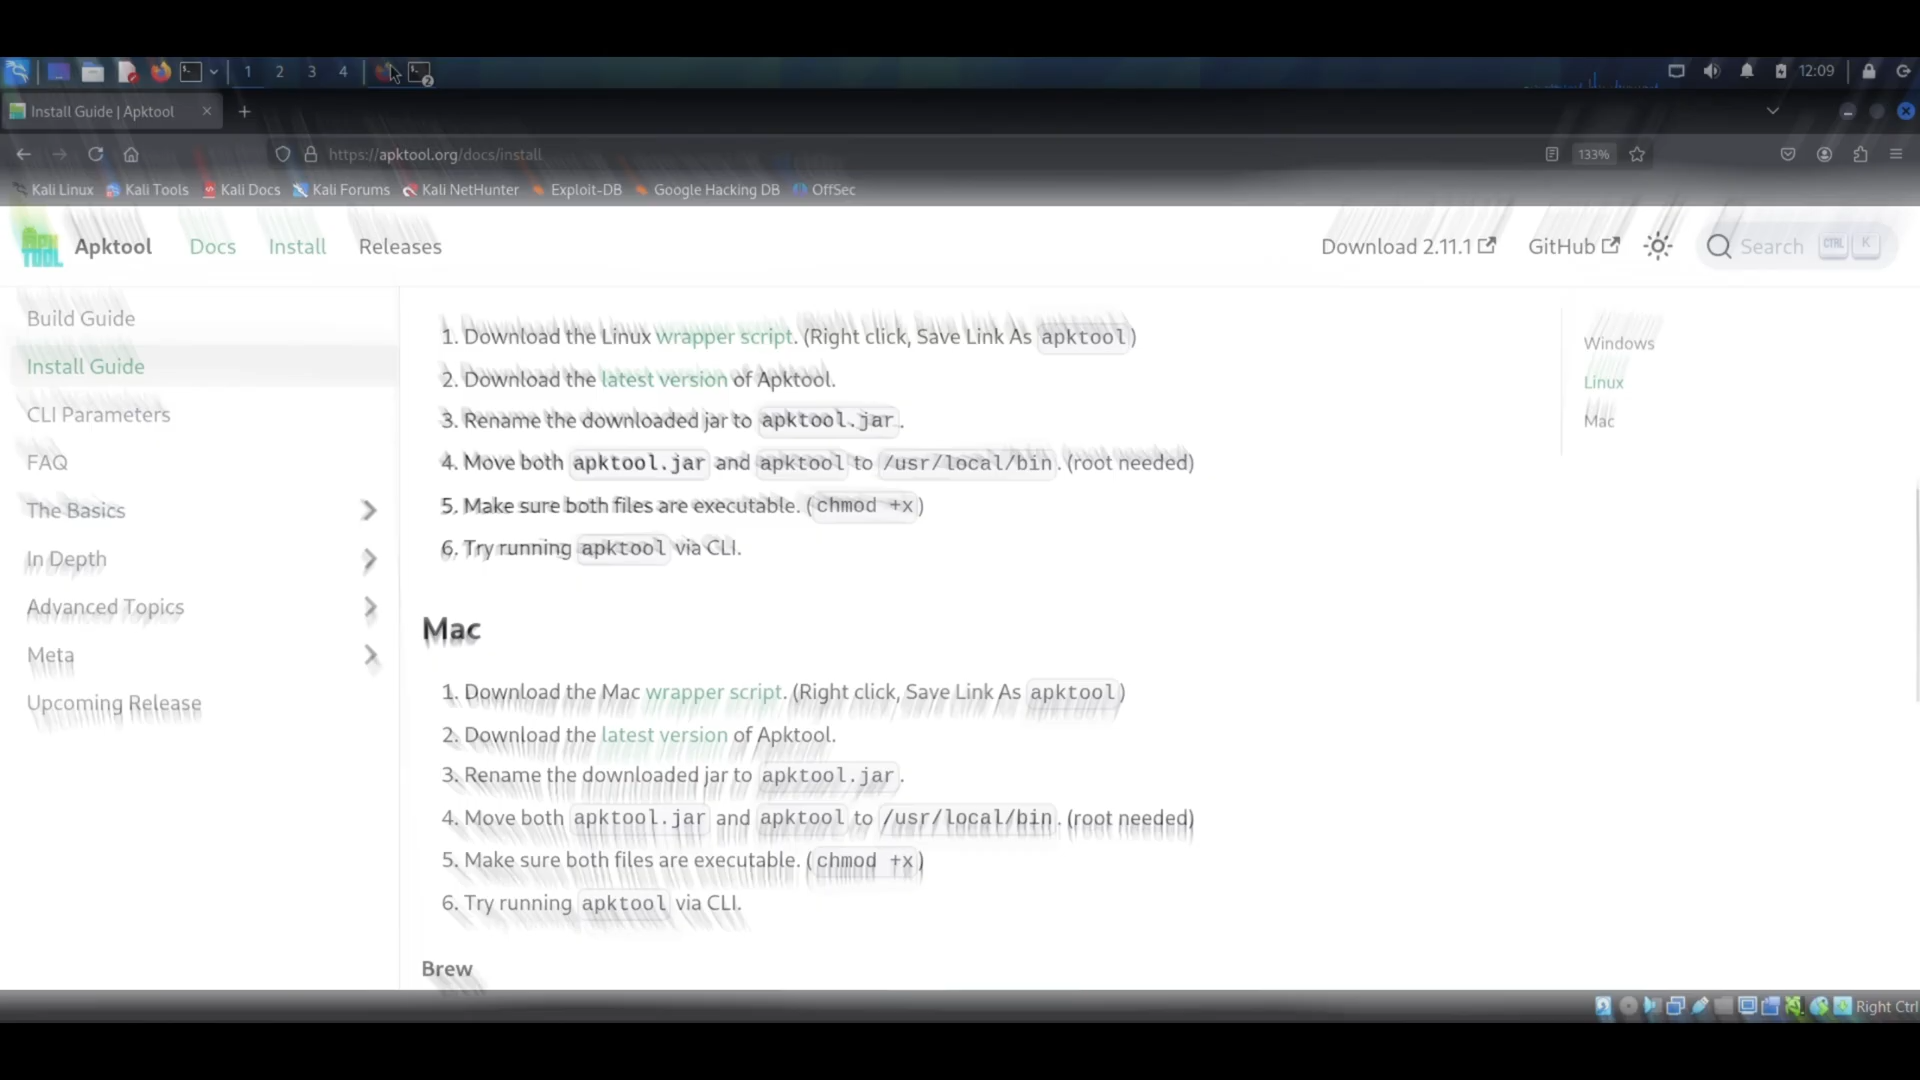 1 2 3 4 12:09
Install Guide | Apktool
https://apktool.org/docs/install 133%
Kali Linux Kali Tools Kali Docs Kali Forums Kali NetHunter Exploit-DB Google Hacking DB OffSec
APK TOOL Apktool Docs Install Releases Download 2.11.1 GitHub Search CTRL K
Build Guide
Install Guide
CLI Parameters
FAQ
The Basics
In Depth
Advanced Topics
Meta
Upcoming Release
1. Download the Linux wrapper script. (Right click, Save Link As apktool)
2. Download the latest version of Apktool.
3. Rename the downloaded jar to apktool.jar.
4. Move both apktool.jar and apktool to /usr/local/bin. (root needed)
5. Make sure both files are executable. (chmod +x)
6. Try running apktool via CLI.
Mac
1. Download the Mac wrapper script. (Right click, Save Link As apktool)
2. Download the latest version of Apktool.
3. Rename the downloaded jar to apktool.jar.
4. Move both apktool.jar and apktool to /usr/local/bin. (root needed)
5. Make sure both files are executable. (chmod +x)
6. Try running apktool via CLI.
Brew
Windows
Linux
Mac
Right Ctrl